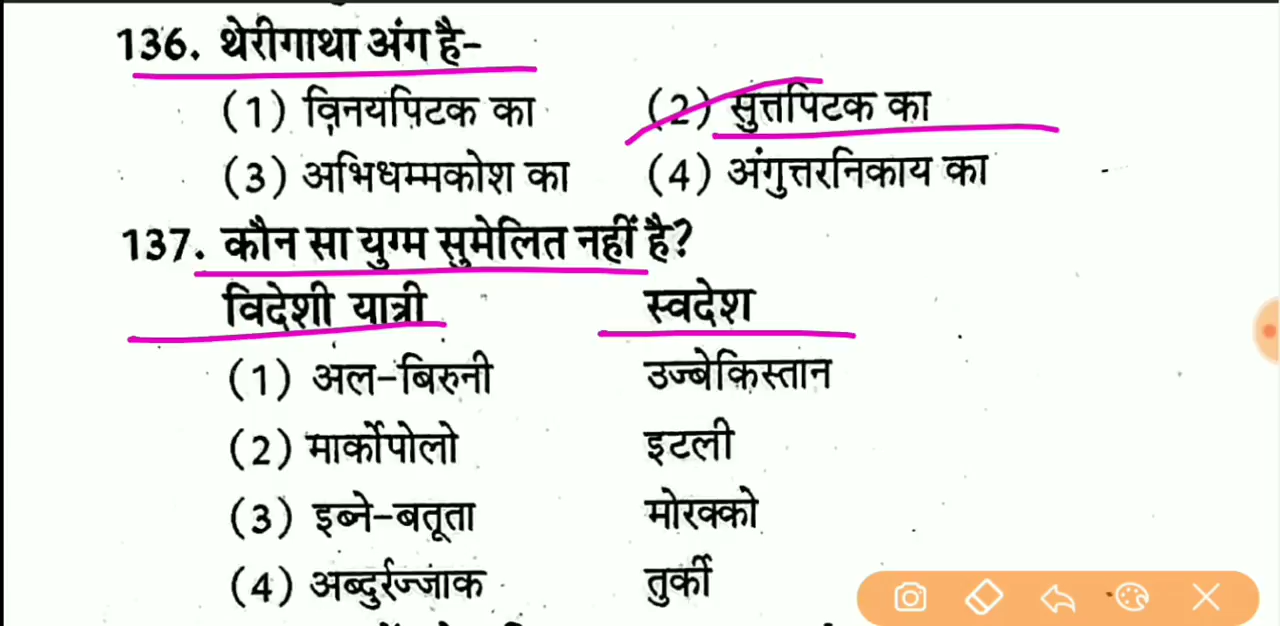 136. थेरीगाथा अंग है-
(1) विनयपिटक का (2) सुत्तपिटक का
(3) अभिधम्मकोश का (4) अंगुत्तरनिकाय का
137. कौन सा युग्म सुमेलित नहीं है?
विदेशी यात्री स्वदेश
(1) अल-बिरुनी उज्बेकिस्तान
(2) मार्कोपोलो इटली
(3) इब्ने-बतूता मोरक्को
(4) अब्दुर्रज्जाक तुर्की